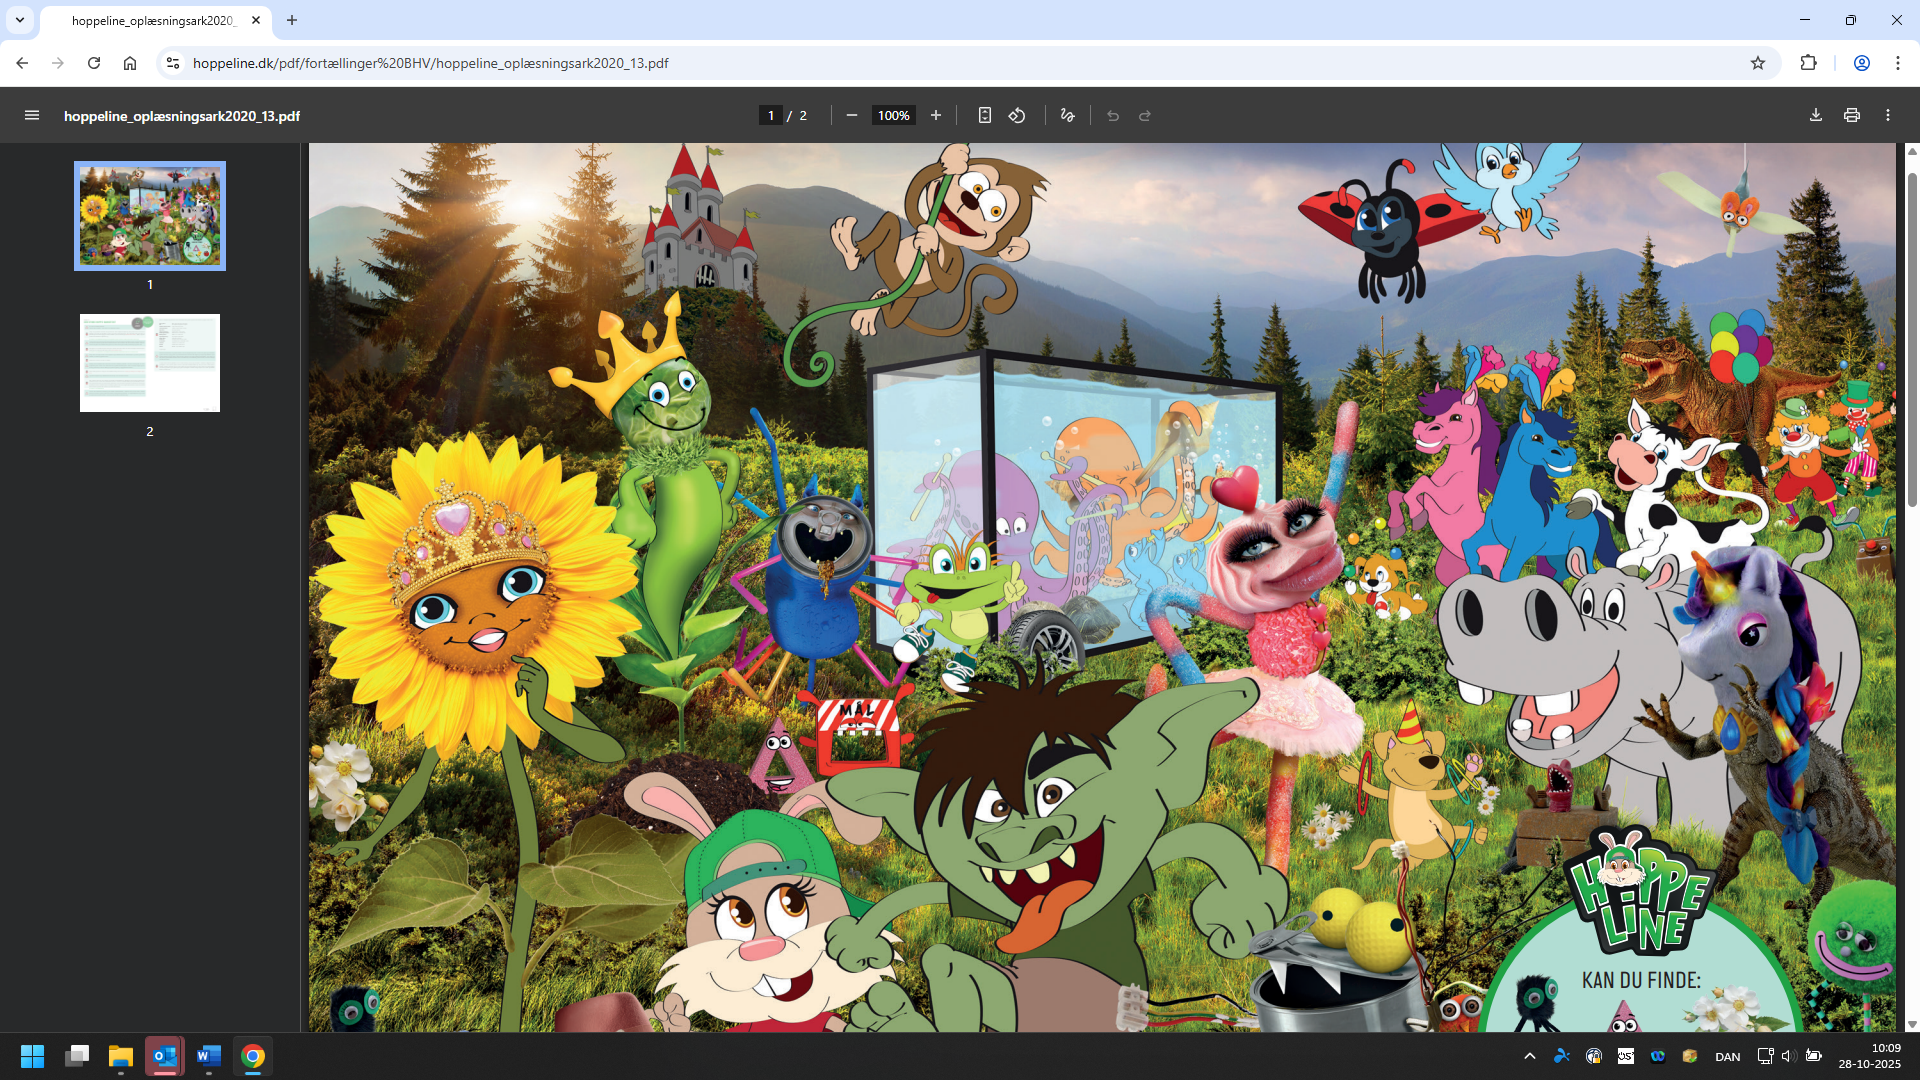 hoppeline_oplæsningsark2020_
hoppeline.dk/pdf/fortællinger%20BHV/hoppeline_oplæsningsark2020_13.pdf
hoppeline_oplæsningsark2020_13.pdf
1 / 2
100%
1
2
MÅL
HOPPE
LINE
KAN DU FINDE:
DAN
10:09
28-10-2025